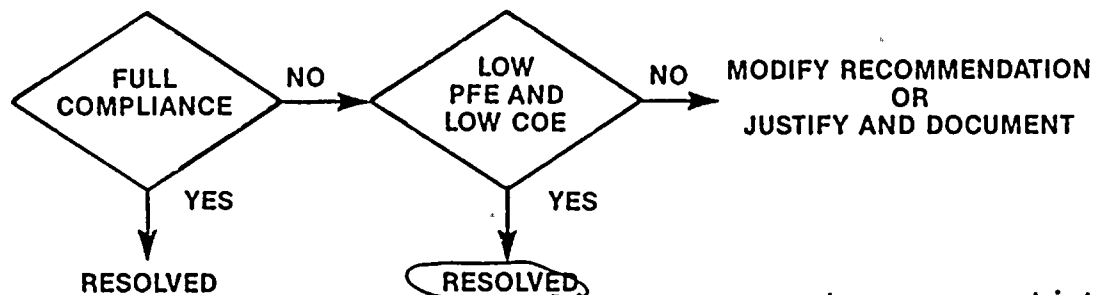 FULL
COMPLIANCE
NO
LOW
PFE AND
LOW COE
NO
MODIFY RECOMMENDATION
OR
JUSTIFY AND DOCUMENT
YES
YES
RESOLVED
RESOLVED